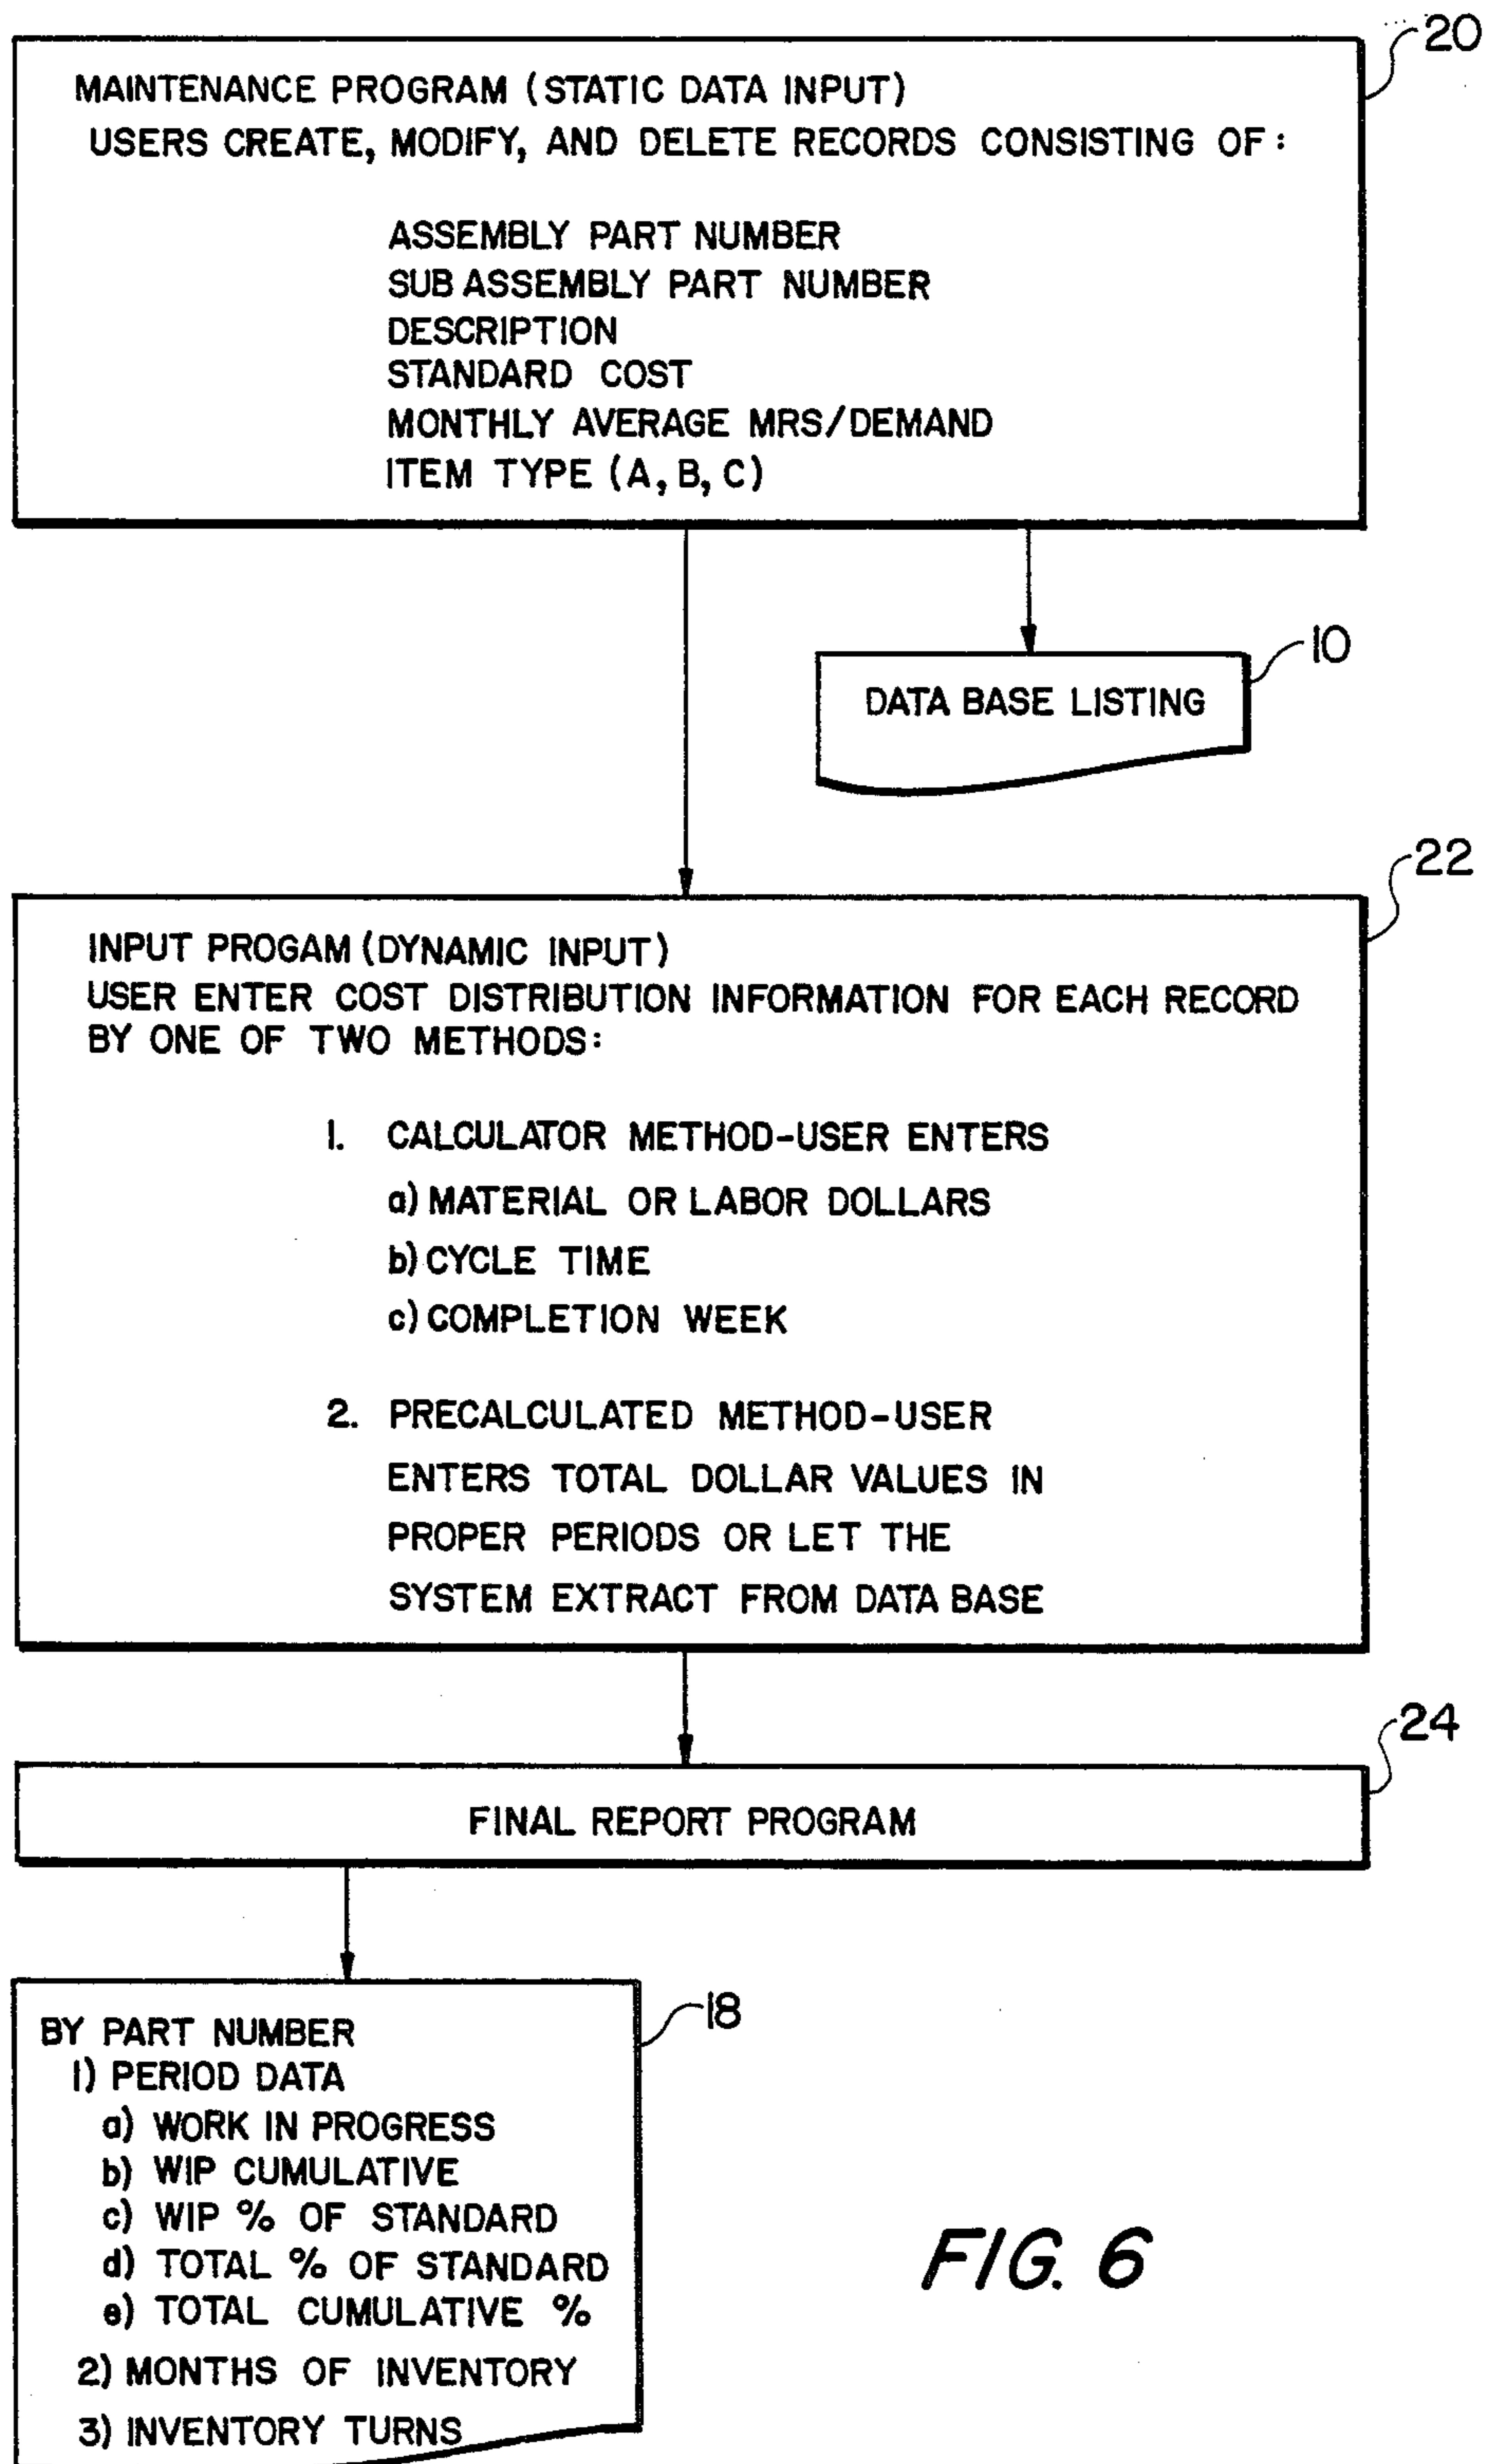 20
MAINTENANCE PROGRAM (STATIC DATA INPUT)
USERS CREATE, MODIFY, AND DELETE RECORDS CONSISTING OF:
ASSEMBLY PART NUMBER
SUB ASSEMBLY PART NUMBER
DESCRIPTION
STANDARD COST
MONTHLY AVERAGE MRS/DEMAND
ITEM TYPE (A, B, C)
10
DATA BASE LISTING
22
INPUT PROGAM (DYNAMIC INPUT)
USER ENTER COST DISTRIBUTION INFORMATION FOR EACH RECORD
BY ONE OF TWO METHODS:
1. CALCULATOR METHOD-USER ENTERS
a) MATERIAL OR LABOR DOLLARS
b) CYCLE TIME
c) COMPLETION WEEK
2. PRECALCULATED METHOD-USER
ENTERS TOTAL DOLLAR VALUES IN
PROPER PERIODS OR LET THE
SYSTEM EXTRACT FROM DATA BASE
24
FINAL REPORT PROGRAM
18
BY PART NUMBER
1) PERIOD DATA
a) WORK IN PROGRESS
b) WIP CUMULATIVE
c) WIP % OF STANDARD
d) TOTAL % OF STANDARD
e) TOTAL CUMULATIVE %
2) MONTHS OF INVENTORY
3) INVENTORY TURNS
FIG. 6